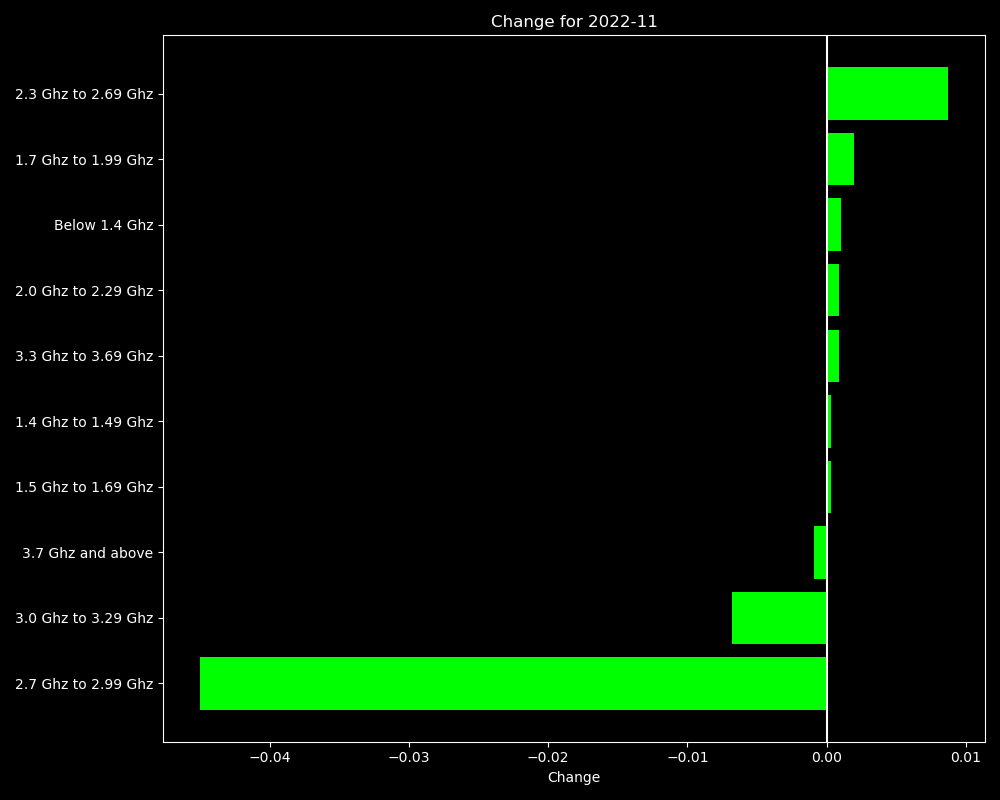 Change for 2022-11
2.3 Ghz to 2.69 Ghz
1.7 Ghz to 1.99 Ghz
Below 1.4 Ghz
2.0 Ghz to 2.29 Ghz
3.3 Ghz to 3.69 Ghz
1.4 Ghz to 1.49 Ghz
1.5 Ghz to 1.69 Ghz
3.7 Ghz and above
3.0 Ghz to 3.29 Ghz
2.7 Ghz to 2.99 Ghz
−0.04 −0.03 −0.02 −0.01 0.00 0.01
Change